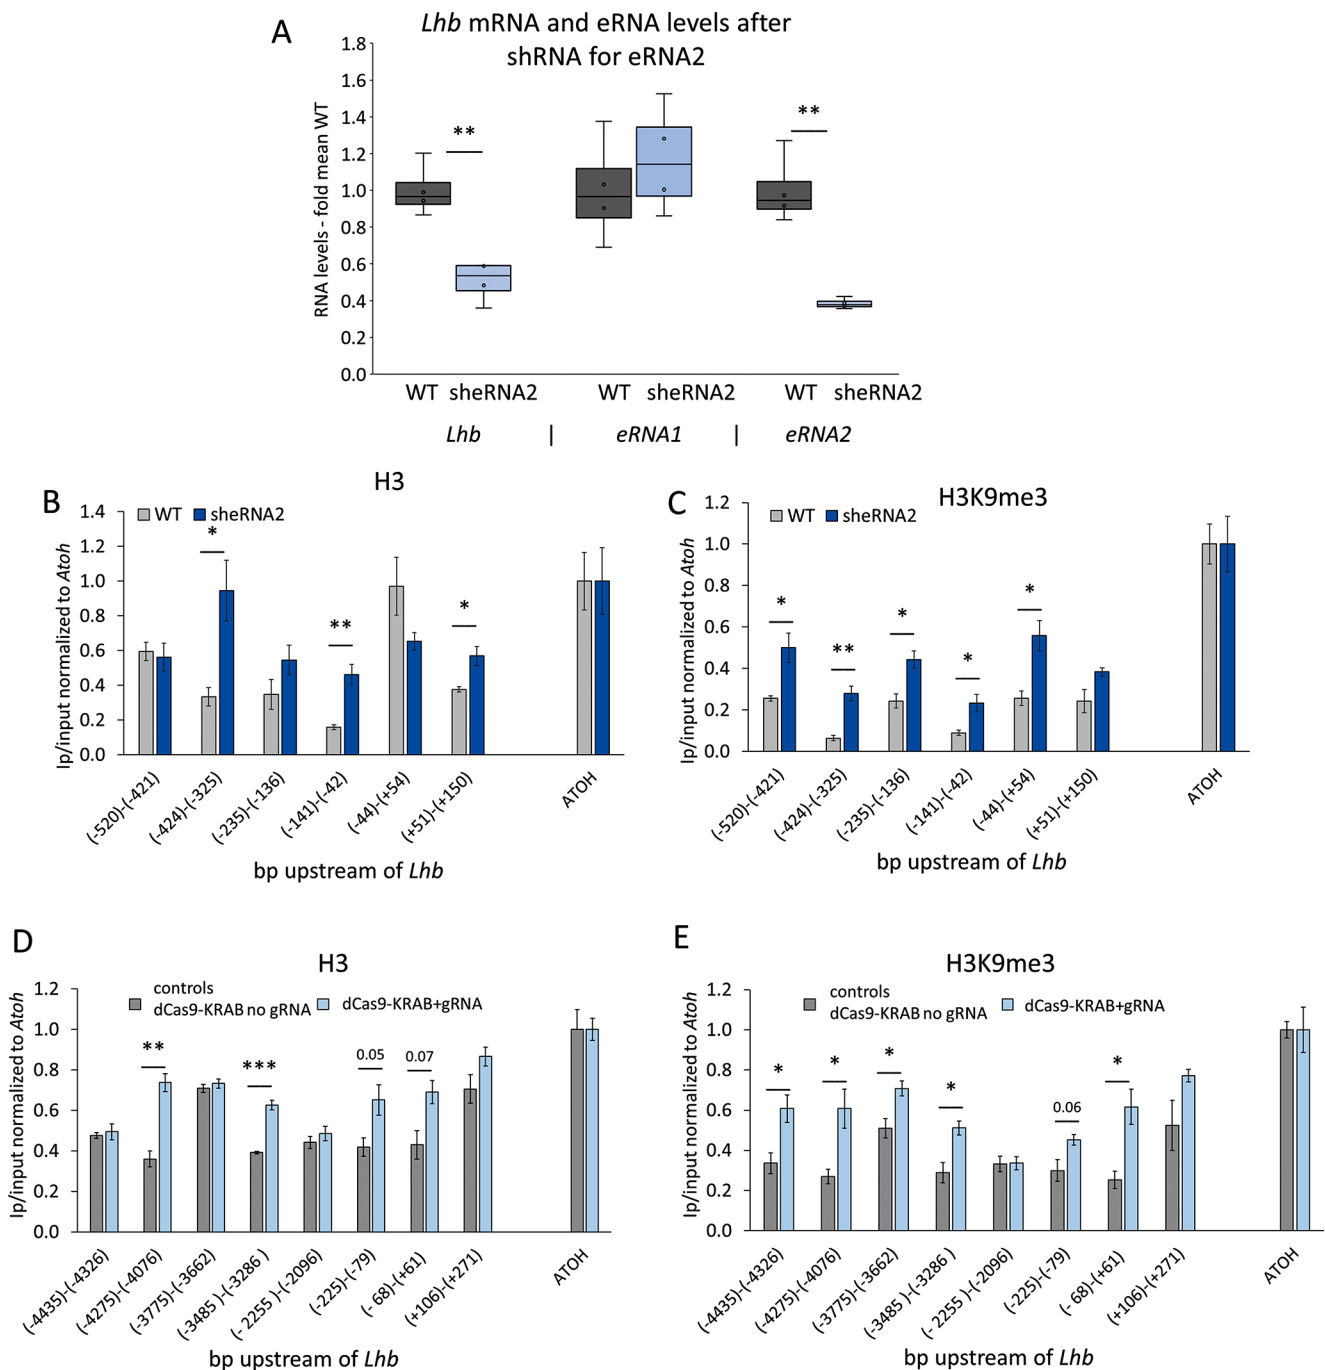 A
Lhb mRNA and eRNA levels after
shRNA for eRNA2
RNA levels - fold mean WT
1.8
1.6
1.4
1.2
1.0
0.8
0.6
0.4
0.2
0.0
**
**
WT sheRNA2 WT sheRNA2 WT sheRNA2
Lhb | eRNA1 | eRNA2
B
H3
WT sheRNA2
Ip/input normalized to Atoh
1.4
1.2
1.0
0.8
0.6
0.4
0.2
0.0
*
**
*
(-520)-(-421)
(-424)-(-325)
(-235)-(-136)
(-141)-(-42)
(-44)-(+54)
(+51)-(+150)
ATOH
bp upstream of Lhb
C
H3K9me3
WT sheRNA2
Ip/input normalized to Atoh
1.2
1.0
0.8
0.6
0.4
0.2
0.0
*
**
*
*
*
(-520)-(-421)
(-424)-(-325)
(-235)-(-136)
(-141)-(-42)
(-44)-(+54)
(+51)-(+150)
ATOH
bp upstream of Lhb
D
H3
controls
dCas9-KRAB no gRNA dCas9-KRAB+gRNA
Ip/input normalized to Atoh
1.2
1.0
0.8
0.6
0.4
0.2
0.0
**
***
0.05
0.07
(-4435)-(-4326)
(-4275)-(-4076)
(-3775)-(-3662)
(-3485 )-(-3286 )
(- 2255 )-(-2096)
(-225)-(-79)
(- 68)-(+61)
(+106)-(+271)
ATOH
bp upstream of Lhb
E
H3K9me3
controls
dCas9-KRAB no gRNA dCas9-KRAB+gRNA
Ip/input normalized to Atoh
1.2
1.0
0.8
0.6
0.4
0.2
0.0
*
*
*
*
0.06
*
(-4435)-(-4326)
(-4275)-(-4076)
(-3775)-(-3662)
(-3485 )-(-3286 )
(- 2255 )-(-2096)
(-225)-(-79)
(- 68)-(+61)
(+106)-(+271)
ATOH
bp upstream of Lhb